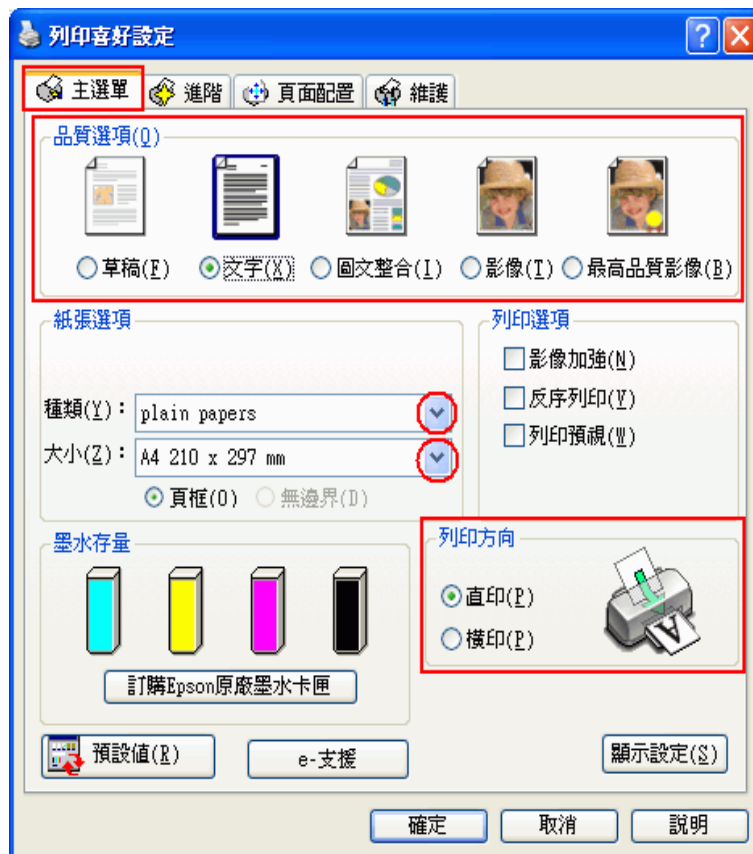 列印喜好設定
主選單 進階 頁面配置 維護
品質選項(Q)
草稿(F) 文字(X) 圖文整合(I) 影像(T) 最高品質影像(B)
紙張選項
種類(Y)： plain papers
大小(Z)： A4 210 x 297 mm
頁框(O) 無邊界(D)
列印選項
影像加強(N)
反序列印(V)
列印預視(W)
墨水存量
訂購Epson原廠墨水卡匣
列印方向
直印(P)
橫印(P)
A
預設值(R) e-支援 顯示設定(S)
確定 取消 說明